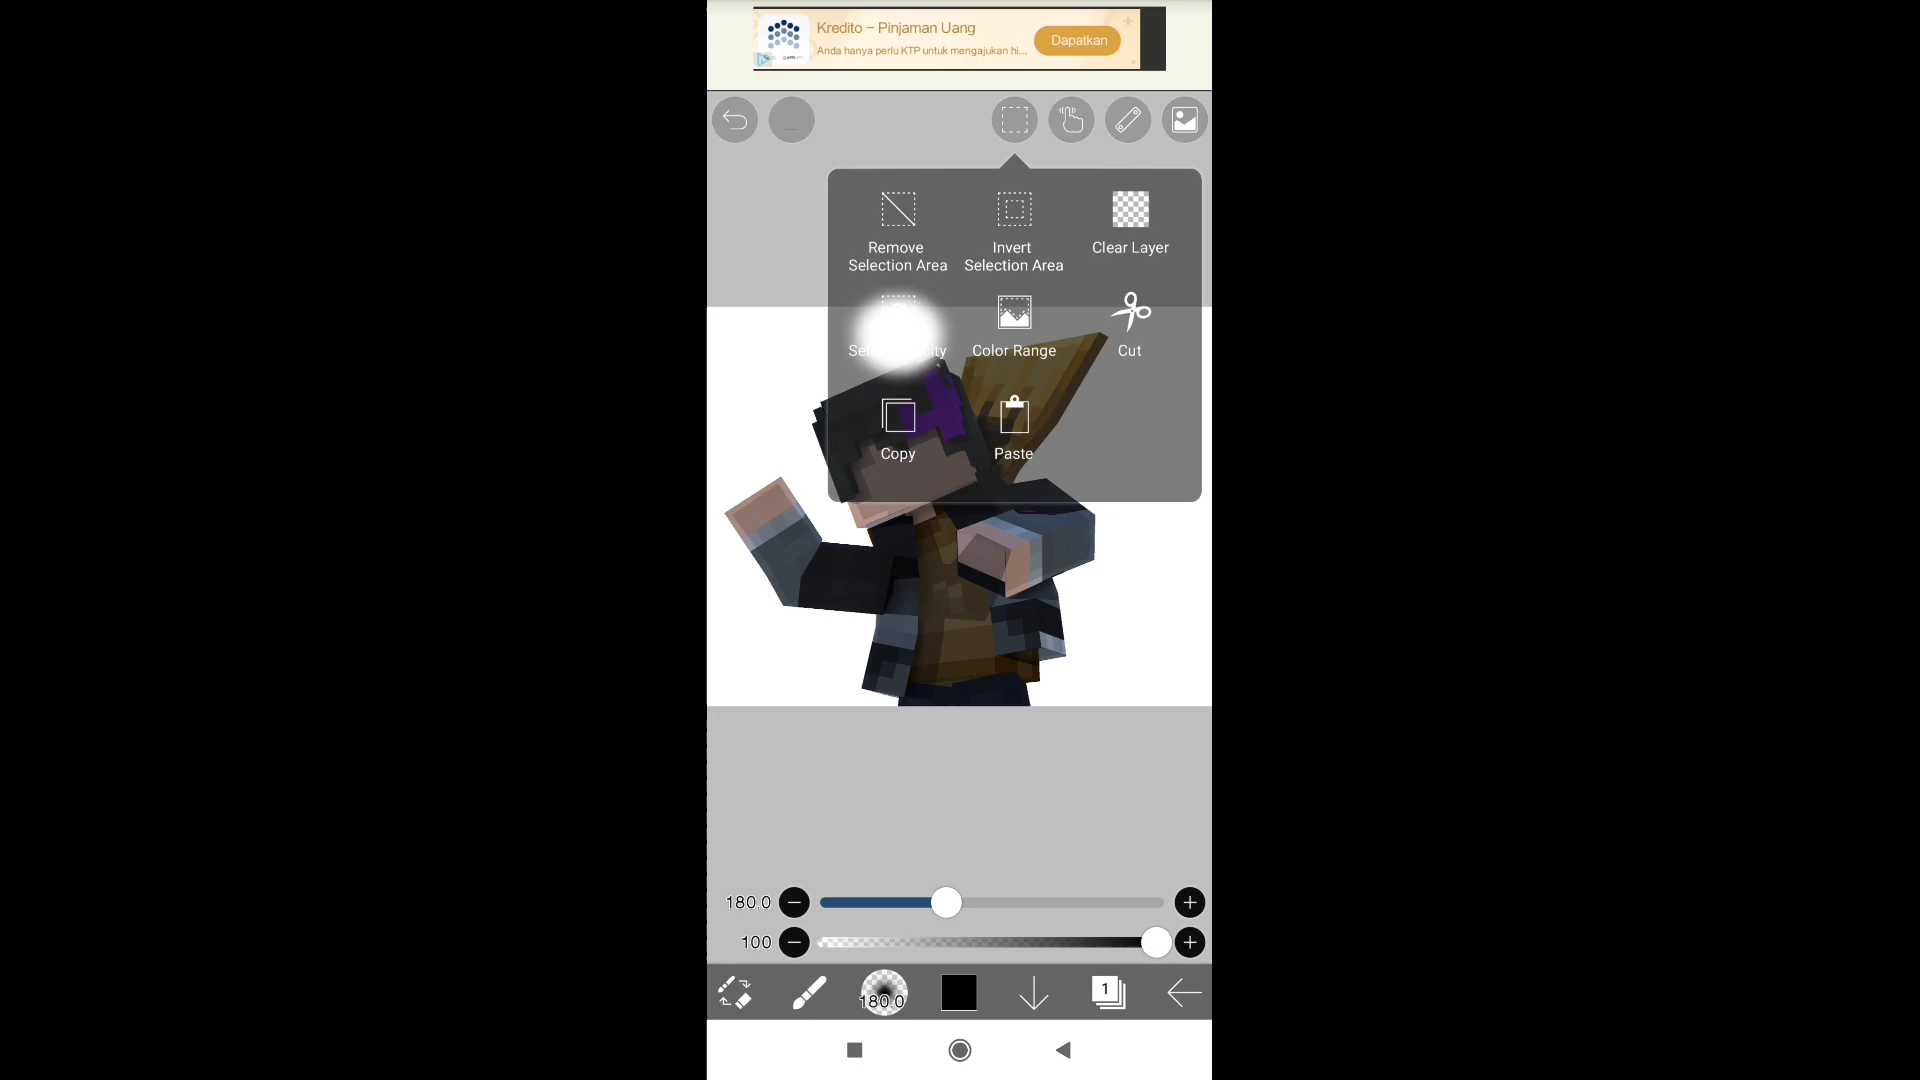 Kredito – Pinjaman Uang
Anda hanya perlu KTP untuk mengajukan hi...
Dapatkan
Remove
Selection Area
Invert
Selection Area
Clear Layer
Color Range
Cut
Copy
Paste
180.0
100
180.0
1